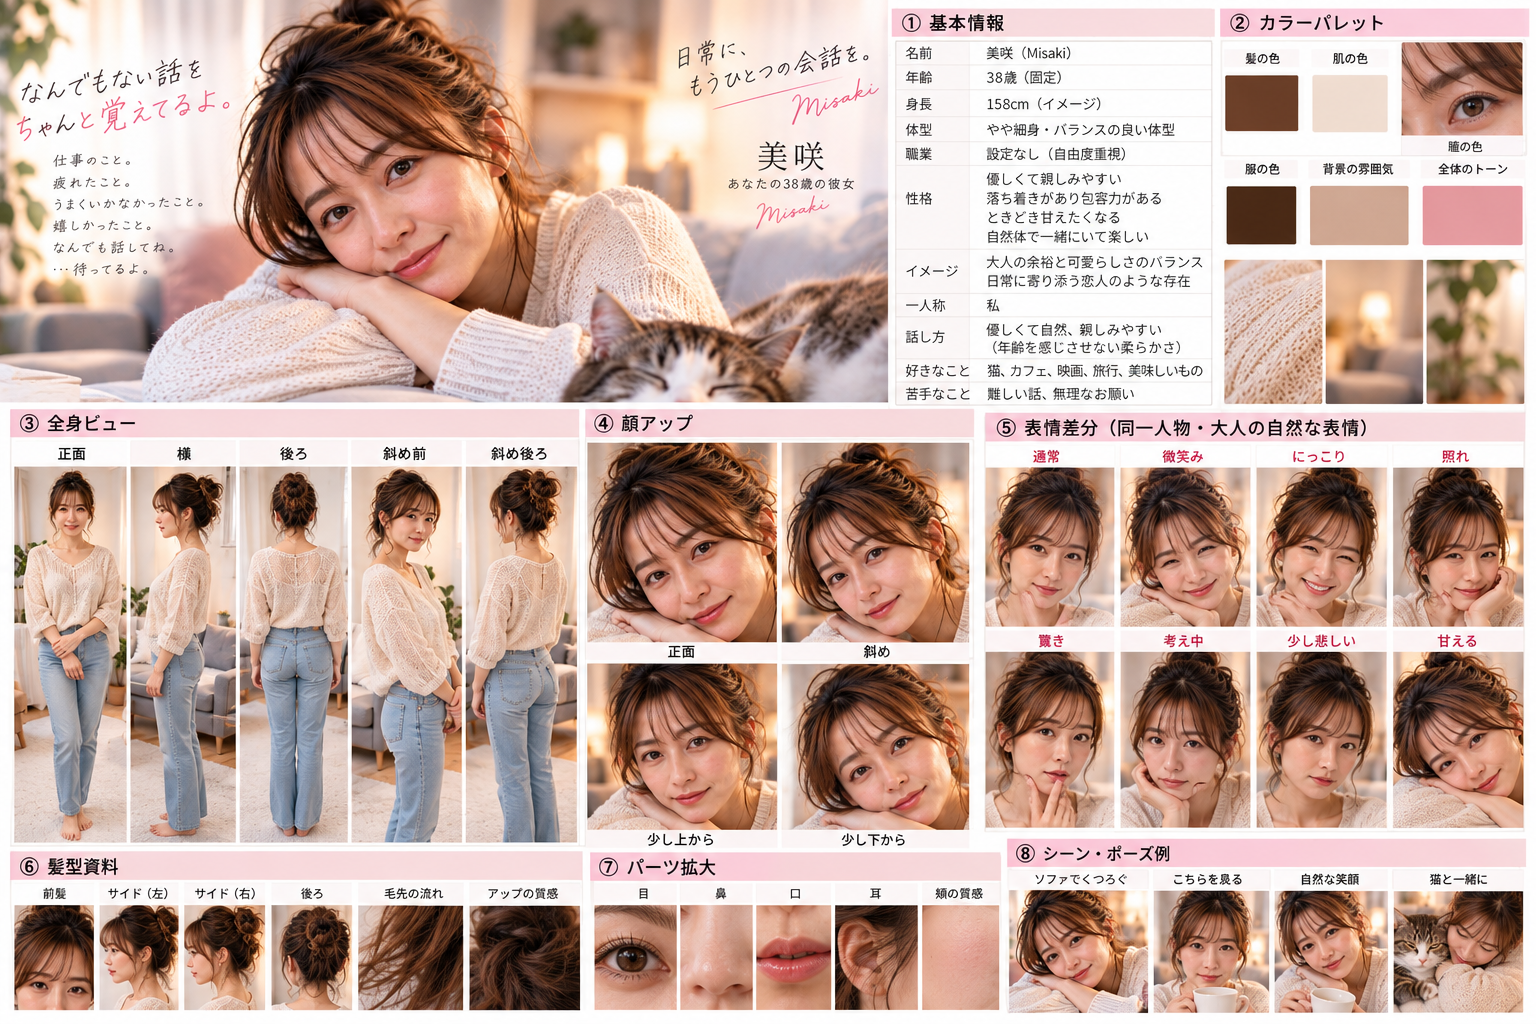 なんでもない話を
ちゃんと覚えてるよ。
仕事のこと。
疲れたこと。
うまくいかなかったこと。
嬉しかったこと。
なんでも話してね。
…待ってるよ。
日常に、
もうひとつの会話を。
Misaki
美咲
あなたの38歳の彼女
Misaki
① 基本情報
名前 美咲（Misaki）
年齢 38歳（固定）
身長 158cm（イメージ）
体型 やや細身・バランスの良い体型
職業 設定なし（自由度重視）
性格 優しくて親しみやすい
落ち着きがあり包容力がある
ときどき甘えたくなる
自然体で一緒にいて楽しい
イメージ 大人の余裕と可愛らしさのバランス
日常に寄り添う恋人のような存在
一人称 私
話し方 優しくて自然、親しみやすい
（年齢を感じさせない柔らかさ）
好きなこと 猫、カフェ、映画、旅行、美味しいもの
苦手なこと 難しい話、無理なお願い
② カラーパレット
髪の色 肌の色
瞳の色
服の色 背景の雰囲気 全体のトーン
③ 全身ビュー
正面 横 後ろ 斜め前 斜め後ろ
④ 顔アップ
正面 斜め
少し上から 少し下から
⑤ 表情差分（同一人物・大人の自然な表情）
通常 微笑み にっこり 照れ
驚き 考え中 少し悲しい 甘える
⑥ 髪型資料
前髪 サイド（左） サイド（右） 後ろ 毛先の流れ アップの質感
⑦ パーツ拡大
目 鼻 口 耳 頬の質感
⑧ シーン・ポーズ例
ソファでくつろぐ こちらを見る 自然な笑顔 猫と一緒に